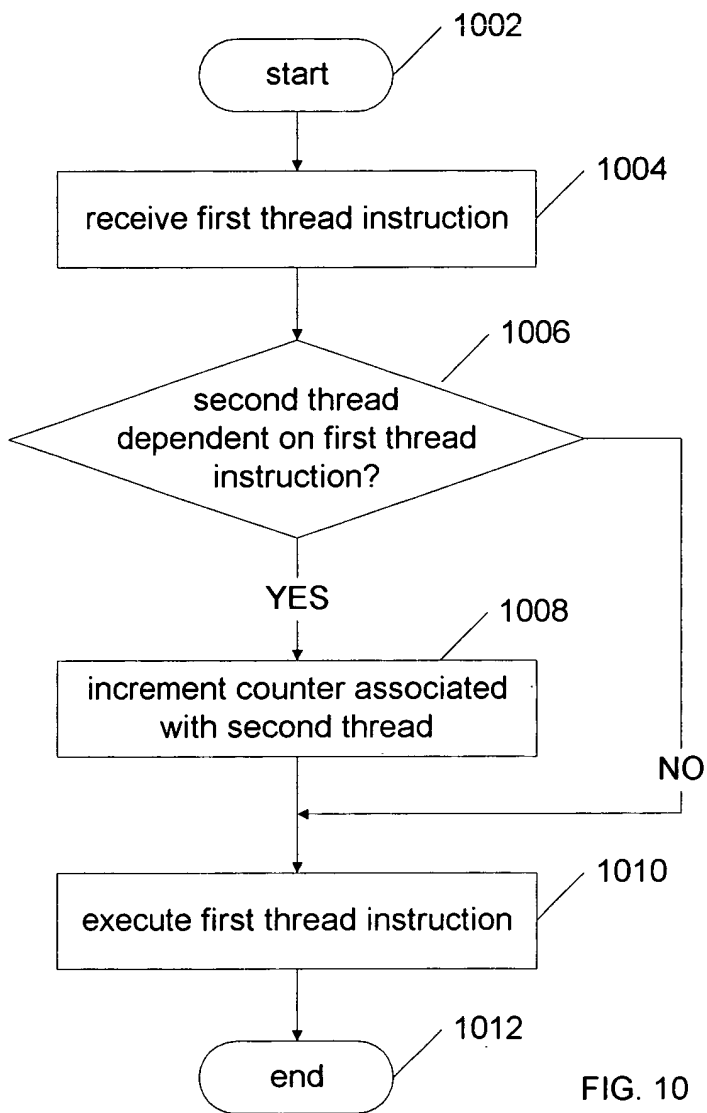 1002
start
1004
receive first thread instruction
1006
second thread
dependent on first thread
instruction?
YES
1008
increment counter associated
with second thread
NO
1010
execute first thread instruction
1012
end
FIG. 10